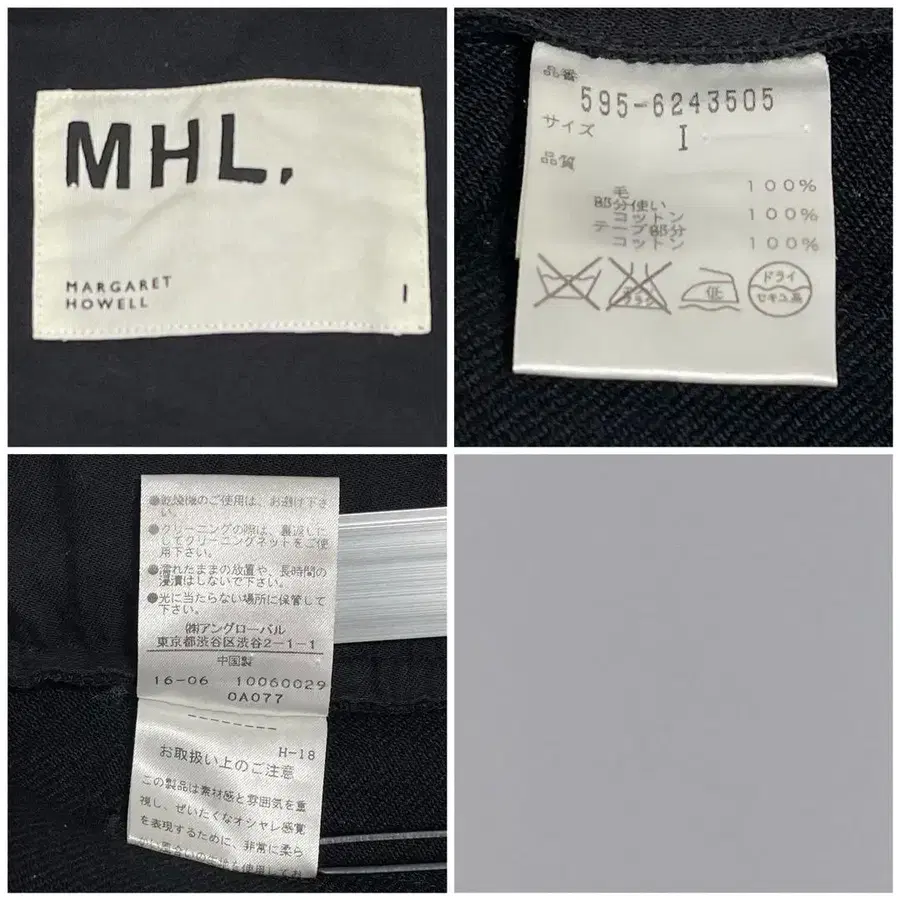 MHL.
MARGARET
HOWELL
I
品番
595-6243505
サイズ
I
品質
毛 100%
部分使い
コットン 100%
テープ部分
コットン 100%
低
ドライ
セキユ系
●乾燥機のご使用は、お避け下さ
い。
●クリーニングの際は、裏返しに
してクリーニングネットをご使
用下さい。
●濡れたままの放置や、長時間の
浸漬はしないで下さい。
●光に当たらない場所に保管して
下さい。
㈱アングローバル
東京都渋谷区渋谷2-1-1
中国製
16-06 10060029
0A077
--------
H-18
お取扱い上のご注意
この製品は素材感と雰囲気を重
視し、ぜいたくなオシャレ感覚
を表現するために、非常に柔ら